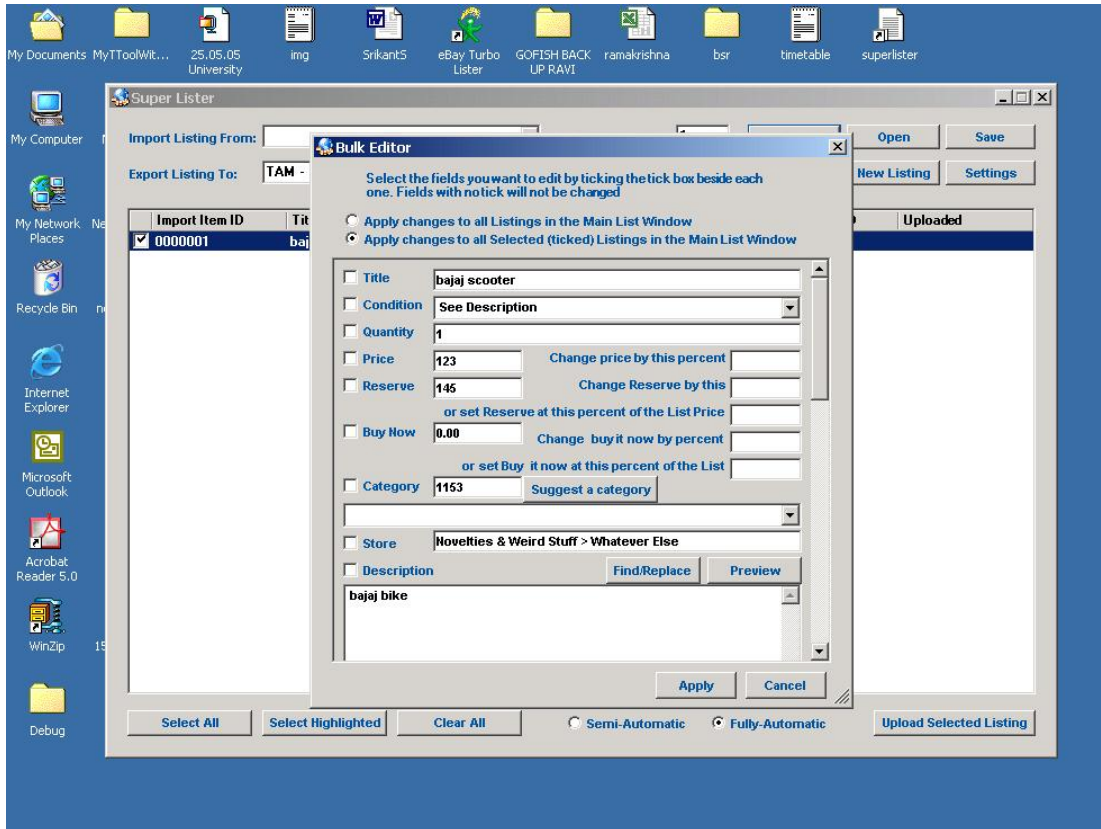 My Documents
MyTToolWit...
25.05.05
University
img
SrikantS
eBay Turbo
Lister
GOFISH BACK
UP RAVI
ramakrishna
bsr
timetable
superlister
My Computer
My Network
Places
Recycle Bin
Internet
Explorer
Microsoft
Outlook
Acrobat
Reader 5.0
WinZip
Debug
Super Lister
Import Listing From:
Open
Save
Export Listing To:
TAM -
New Listing
Settings
Import Item ID
Tit
Uploaded
0000001
baj
Bulk Editor
Select the fields you want to edit by ticking the tick box beside each
one. Fields with no tick will not be changed
Apply changes to all Listings in the Main List Window
Apply changes to all Selected (ticked) Listings in the Main List Window
Title
bajaj scooter
Condition
See Description
Quantity
1
Price
123
Change price by this percent
Reserve
145
Change Reserve by this
or set Reserve at this percent of the List Price
Buy Now
0.00
Change buy it now by percent
or set Buy it now at this percent of the List
Category
1153
Suggest a category
Store
Novelties & Weird Stuff > Whatever Else
Description
Find/Replace
Preview
bajaj bike
Apply
Cancel
Select All
Select Highlighted
Clear All
Semi-Automatic
Fully-Automatic
Upload Selected Listing